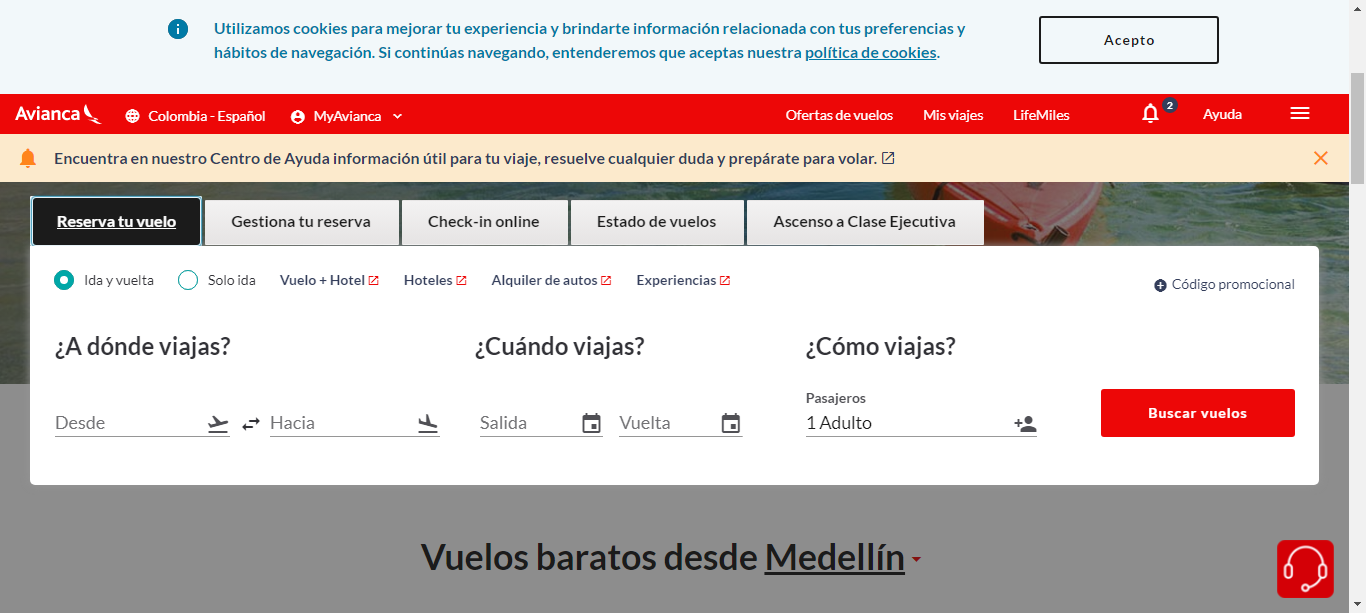 Utilizamos cookies para mejorar tu experiencia y brindarte información relacionada con tus preferencias y
hábitos de navegación. Si continúas navegando, entenderemos que aceptas nuestra política de cookies.
Acepto
Avianca
Colombia - Español
MyAvianca
Ofertas de vuelos
Mis viajes
LifeMiles
2
Ayuda
Encuentra en nuestro Centro de Ayuda información útil para tu viaje, resuelve cualquier duda y prepárate para volar.
Reserva tu vuelo
Gestiona tu reserva
Check-in online
Estado de vuelos
Ascenso a Clase Ejecutiva
Ida y vuelta
Solo ida
Vuelo + Hotel
Hoteles
Alquiler de autos
Experiencias
Código promocional
¿A dónde viajas?
¿Cuándo viajas?
¿Cómo viajas?
Pasajeros
Desde
Hacia
Salida
Vuelta
1 Adulto
Buscar vuelos
Vuelos baratos desde Medellín